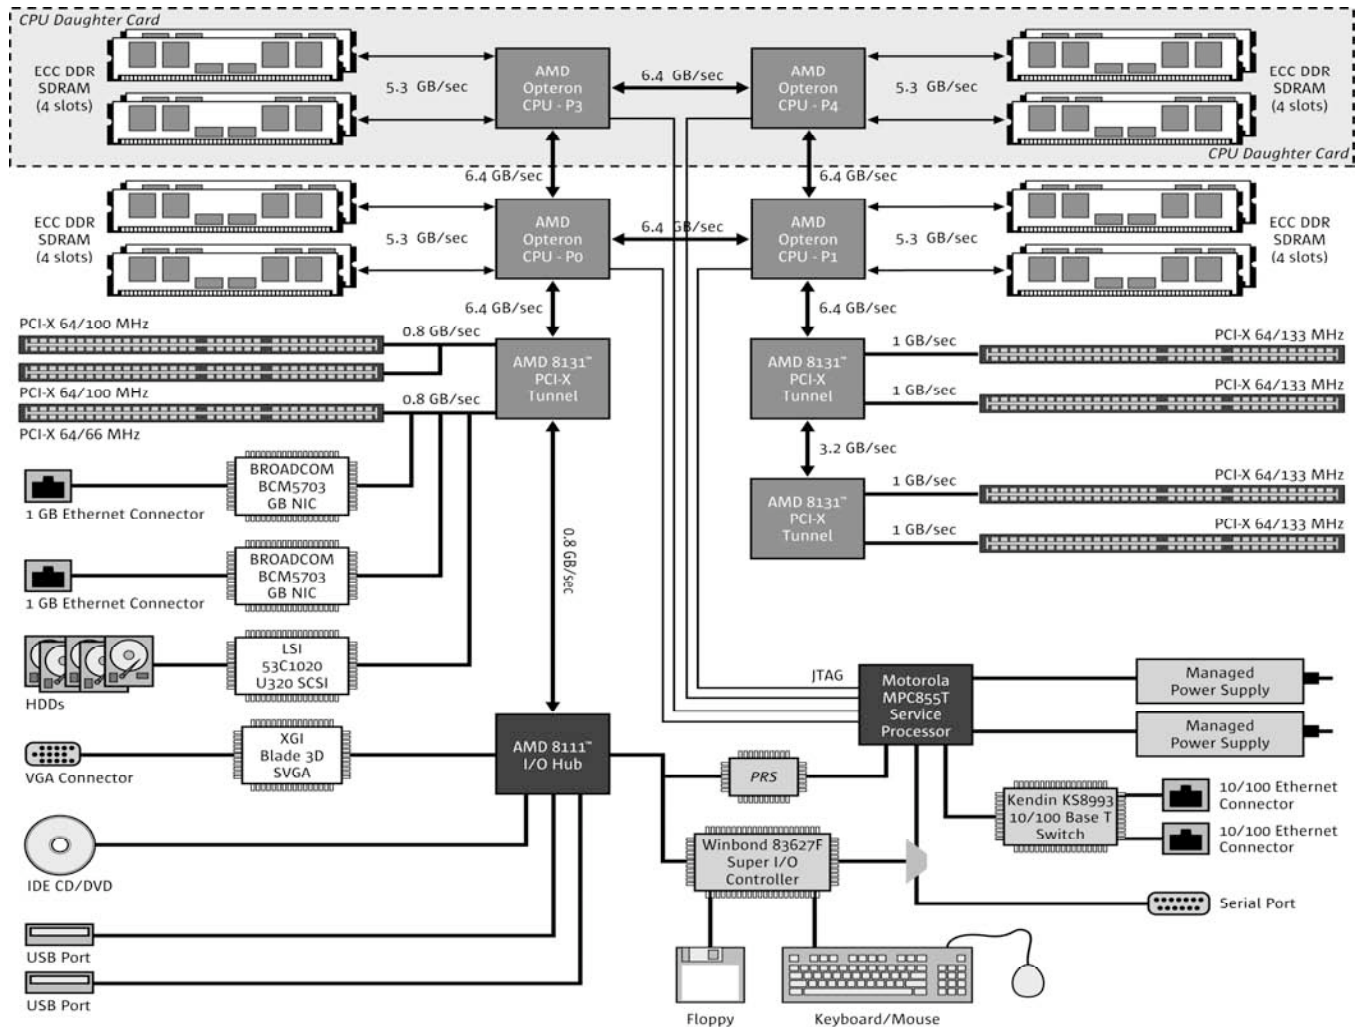 CPU Daughter Card
ECC DDR
SDRAM
(4 slots)
5.3 GB/sec
AMD
Opteron
CPU - P3
6.4 GB/sec
AMD
Opteron
CPU - P4
5.3 GB/sec
ECC DDR
SDRAM
(4 slots)
CPU Daughter Card
6.4 GB/sec
6.4 GB/sec
ECC DDR
SDRAM
(4 slots)
5.3 GB/sec
AMD
Opteron
CPU - P0
6.4 GB/sec
AMD
Opteron
CPU - P1
5.3 GB/sec
ECC DDR
SDRAM
(4 slots)
6.4 GB/sec
6.4 GB/sec
PCI-X 64/100 MHz
0.8 GB/sec
PCI-X 64/100 MHz
0.8 GB/sec
PCI-X 64/66 MHz
AMD 8131™
PCI-X
Tunnel
AMD 8131™
PCI-X
Tunnel
1 GB/sec
PCI-X 64/133 MHz
1 GB/sec
PCI-X 64/133 MHz
3.2 GB/sec
AMD 8131™
PCI-X
Tunnel
1 GB/sec
PCI-X 64/133 MHz
1 GB/sec
PCI-X 64/133 MHz
BROADCOM
BCM5703
GB NIC
1 GB Ethernet Connector
BROADCOM
BCM5703
GB NIC
1 GB Ethernet Connector
0.8 GB/sec
LSI
53C1020
U320 SCSI
HDDs
XGI
Blade 3D
SVGA
VGA Connector
AMD 8111™
I/O Hub
JTAG
Motorola
MPC855T
Service
Processor
Managed
Power Supply
Managed
Power Supply
PRS
Kendin KS8993
10/100 Base T
Switch
10/100 Ethernet
Connector
10/100 Ethernet
Connector
IDE CD/DVD
Winbond 83627F
Super I/O
Controller
Serial Port
USB Port
USB Port
Floppy
Keyboard/Mouse